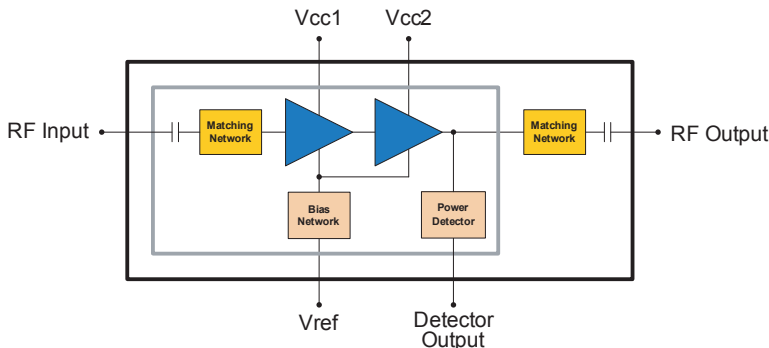 Vcc1
Vcc2
RF Input
Matching
Network
Matching
Network
RF Output
Bias
Network
Power
Detector
Vref
Detector
Output